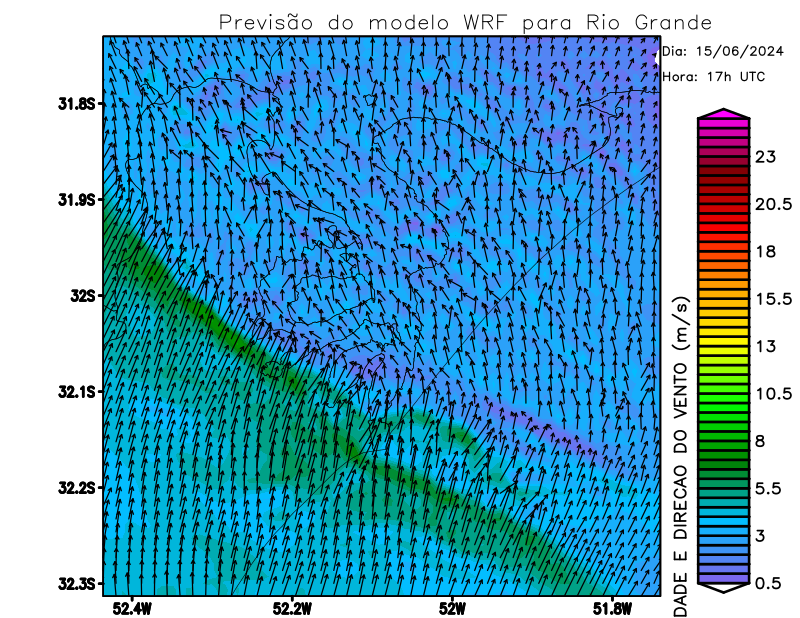 Previsão do modelo WRF para Rio Grande
Dia: 15/06/2024
Hora: 17h UTC
31.8S
31.9S
32S
32.1S
32.2S
32.3S
52.4W
52.2W
52W
51.8W
23
20.5
18
15.5
13
10.5
8
5.5
3
0.5
DADE E DIRECAO DO VENTO (m/s)